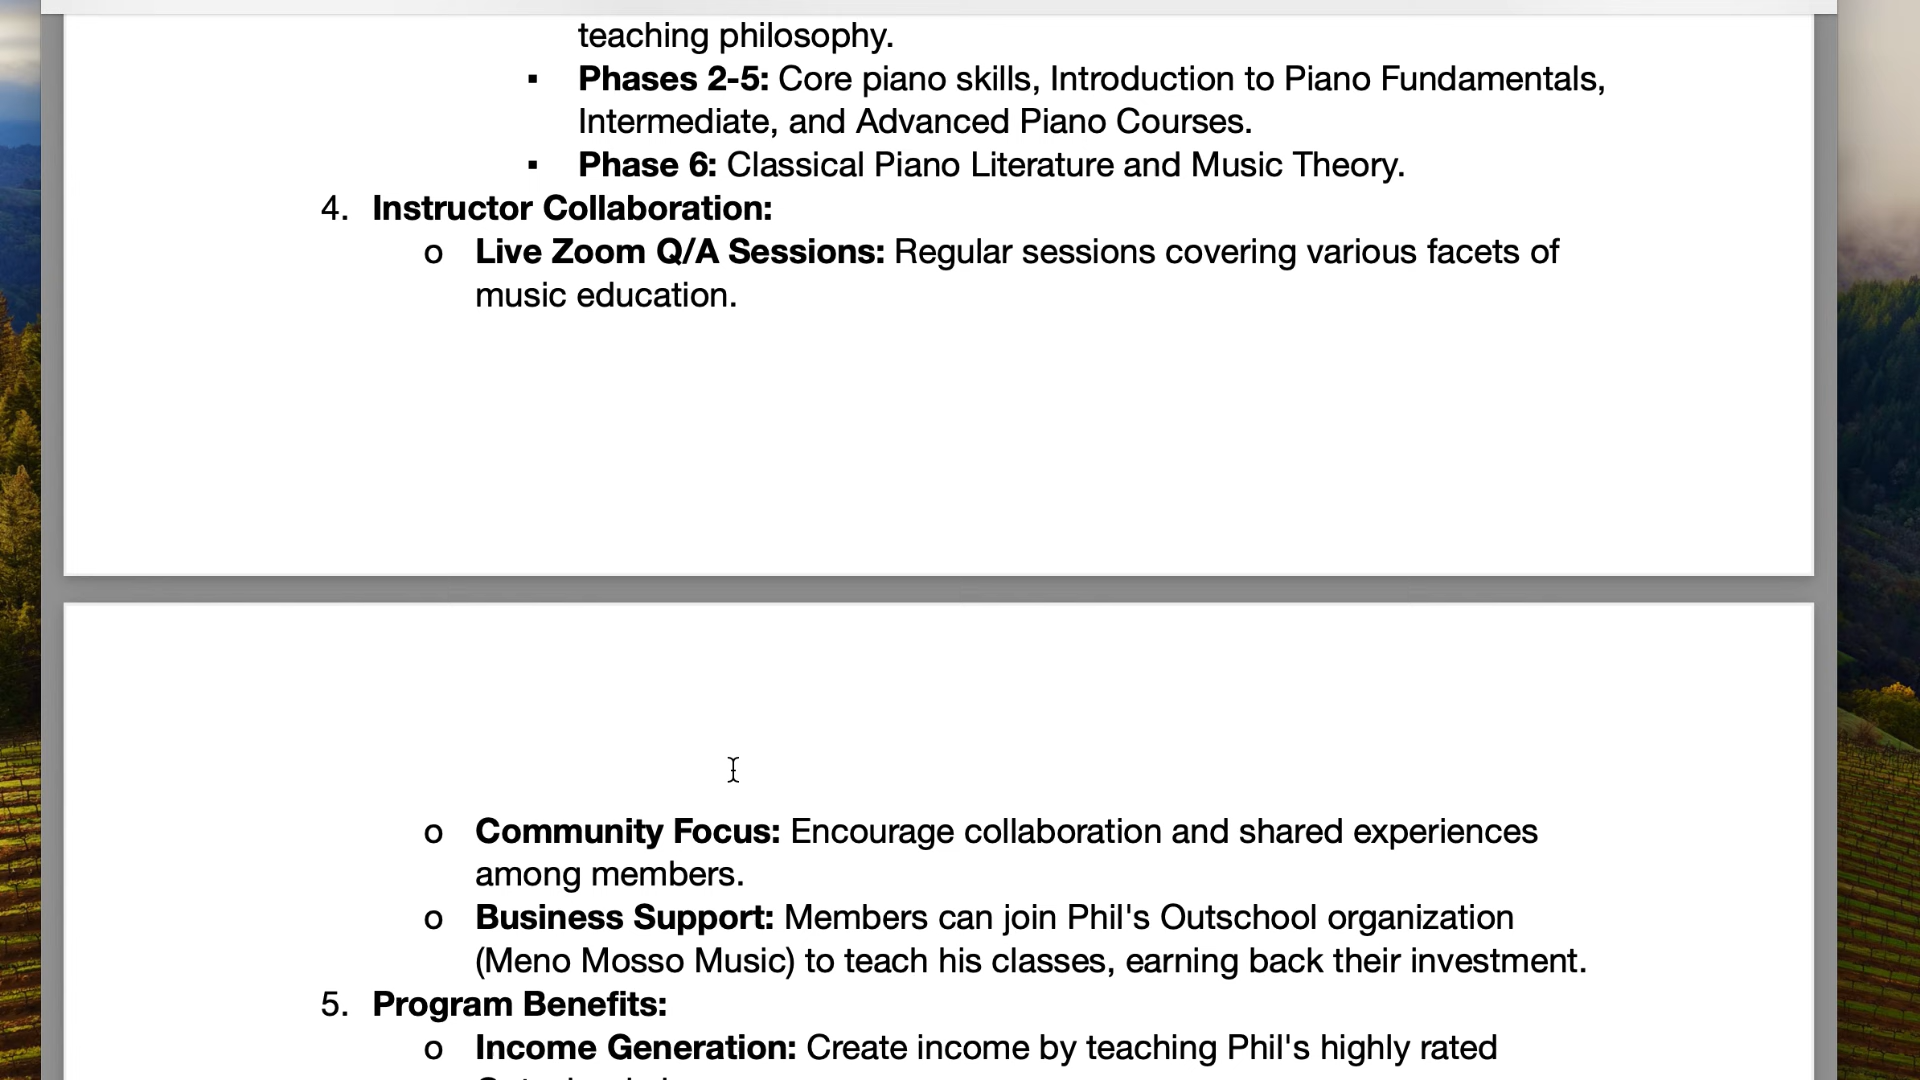 teaching philosophy.
▪ Phases 2-5: Core piano skills, Introduction to Piano Fundamentals,
Intermediate, and Advanced Piano Courses.
▪ Phase 6: Classical Piano Literature and Music Theory.
4. Instructor Collaboration:
o Live Zoom Q/A Sessions: Regular sessions covering various facets of
music education.
o Community Focus: Encourage collaboration and shared experiences
among members.
o Business Support: Members can join Phil's Outschool organization
(Meno Mosso Music) to teach his classes, earning back their investment.
5. Program Benefits:
o Income Generation: Create income by teaching Phil's highly rated